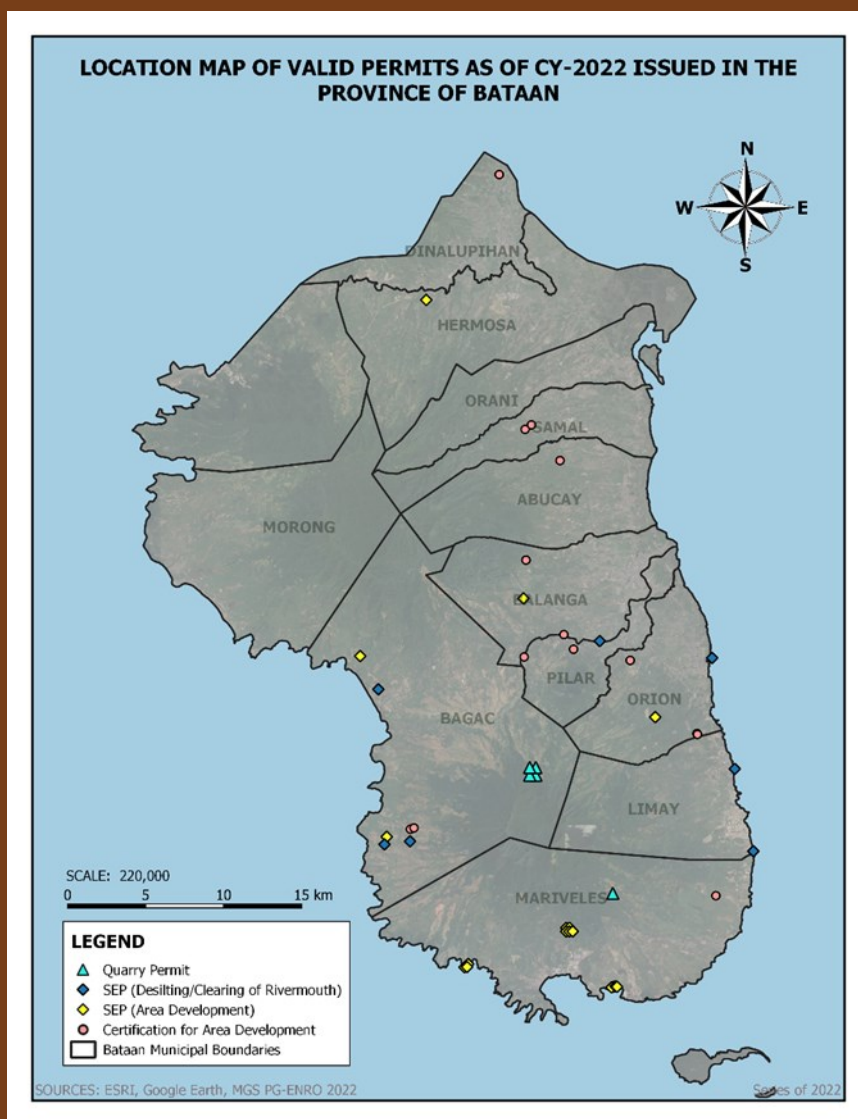 LOCATION MAP OF VALID PERMITS AS OF CY-2022 ISSUED IN THE
PROVINCE OF BATAAN
N
W E
S
DINALUPIHAN
HERMOSA
ORANI
SAMAL
ABUCAY
MORONG
BALANGA
PILAR
ORION
BAGAC
LIMAY
MARIVELES
SCALE: 220,000
0 5 10 15 km
LEGEND
Quarry Permit
SEP (Desilting/Clearing of Rivermouth)
SEP (Area Development)
Certification for Area Development
Bataan Municipal Boundaries
SOURCES: ESRI, Google Earth, MGS PG-ENRO 2022
Series of 2022